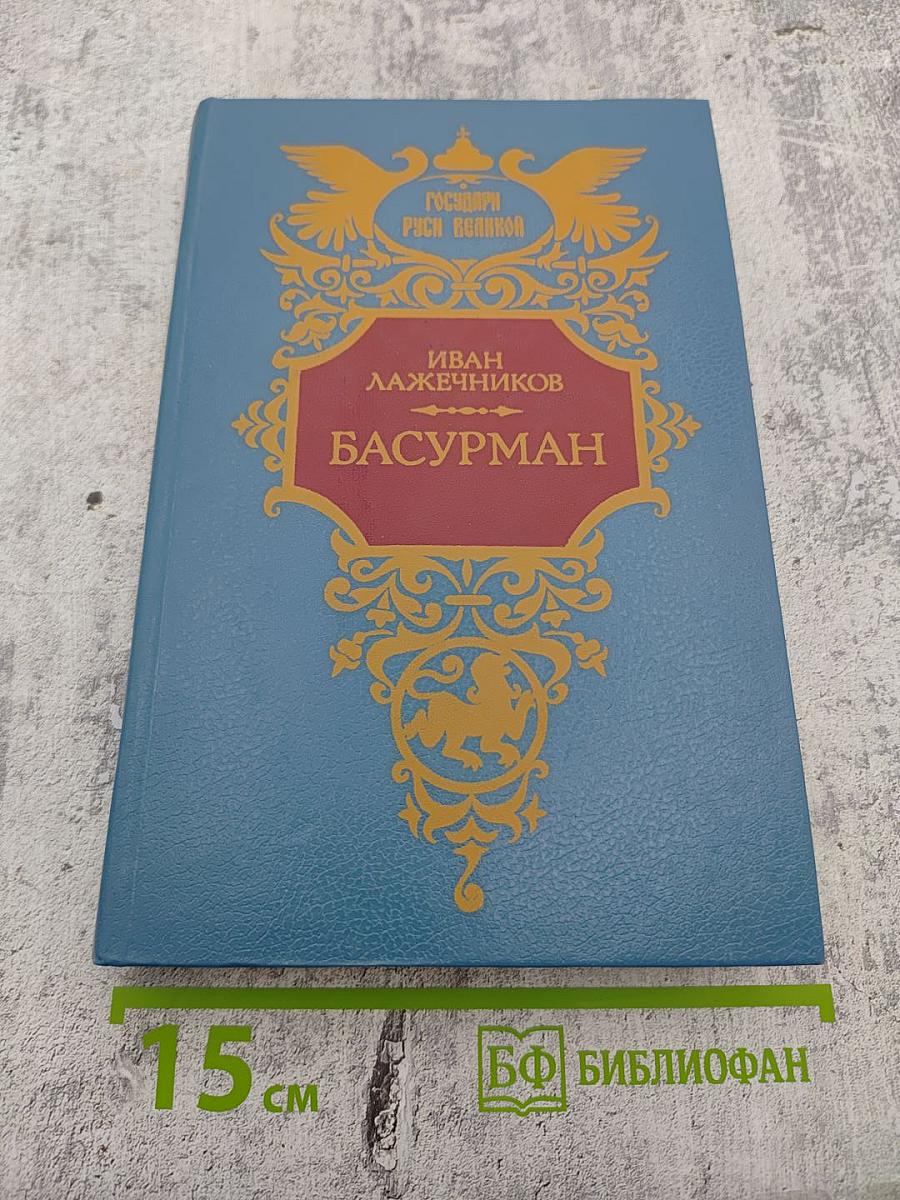 ГОСУДАРИ
РУСИ ВЕЛИКОЙ
ИВАН
ЛАЖЕЧНИКОВ
БАСУРМАН
15 см
БФ БИБЛИОФАН